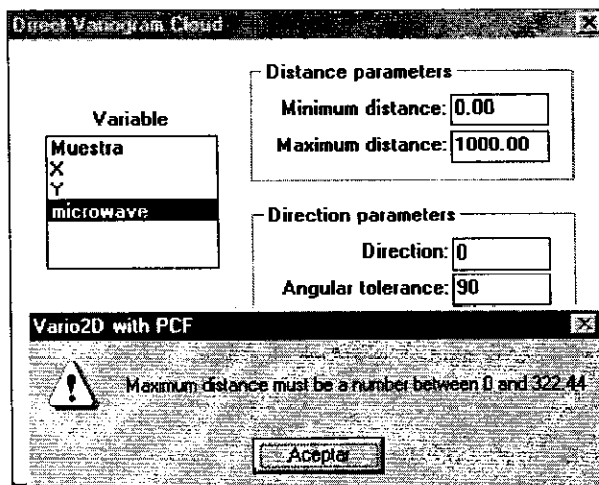 Direct Variogram Cloud
Distance parameters
Variable
Minimum distance: 0.00
Maximum distance: 1000.00
Muestra
X
Y
microwave
Direction parameters
Direction: 0
Angular tolerance: 90
Vario2D with PCF
Maximum distance must be a number between 0 and 322.44
Aceptar